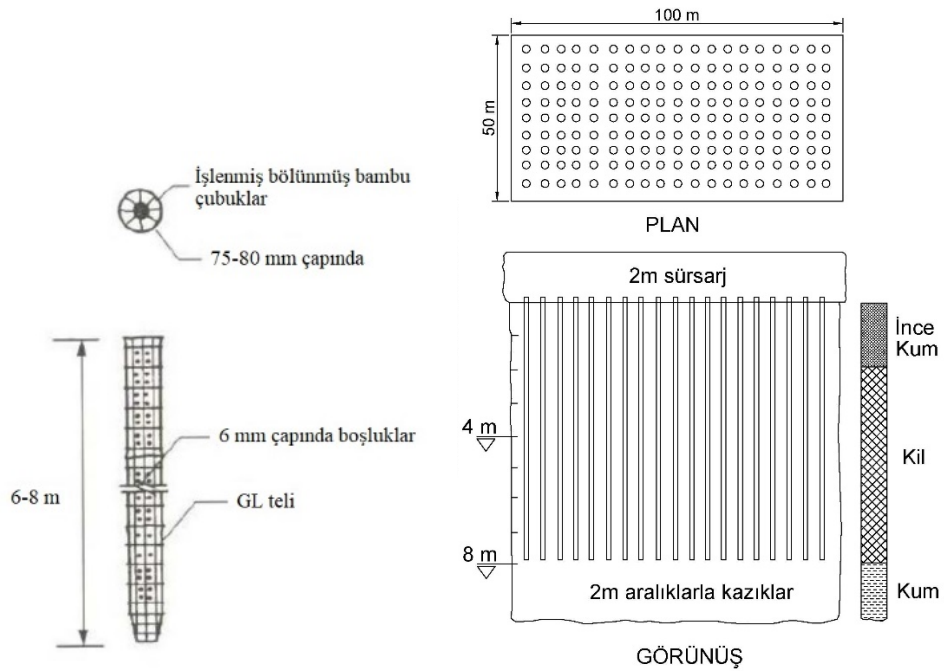 İşlenmiş bölünmüş bambu
çubuklar
75-80 mm çapında
6 mm çapında boşluklar
GL teli
6-8 m
100 m
50 m
PLAN
2m sürsarj
4 m
8 m
2m aralıklarla kazıklar
GÖRÜNÜŞ
İnce
Kum
Kil
Kum